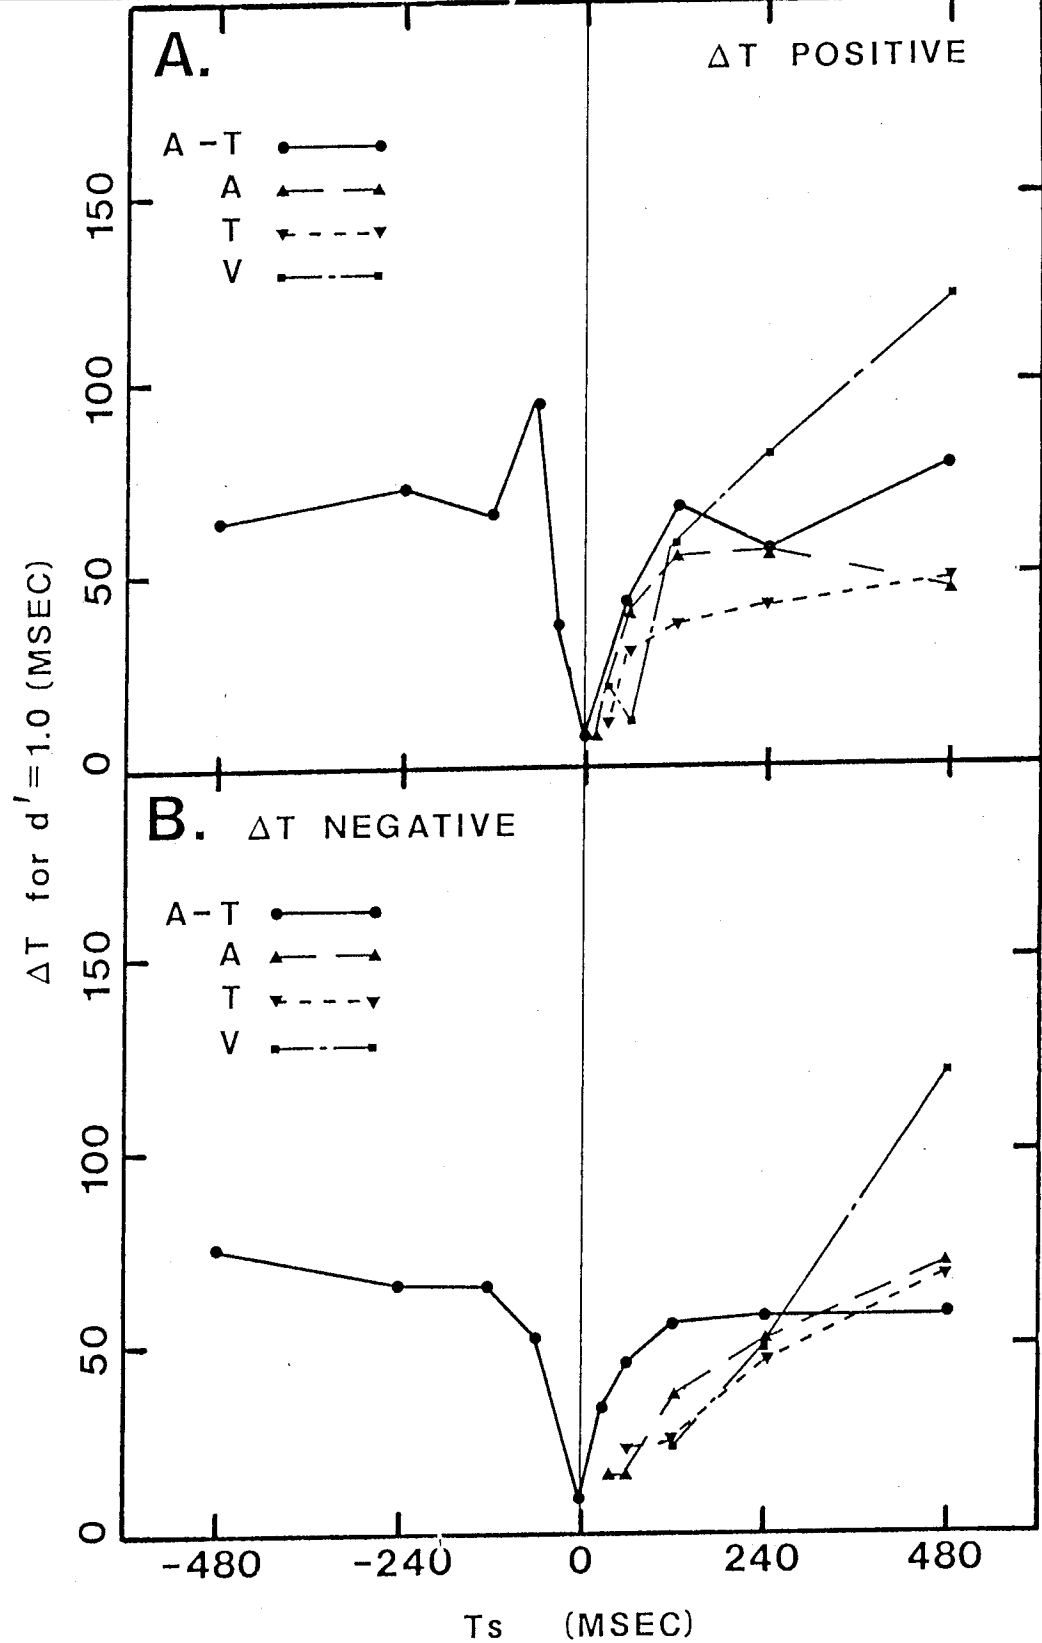 A.
ΔT POSITIVE
A-T
A
T
V
150
100
50
0
ΔT for d'=1.0 (MSEC)
B. ΔT NEGATIVE
A-T
A
T
V
150
100
50
0
-480 -240 0 240 480
Ts (MSEC)